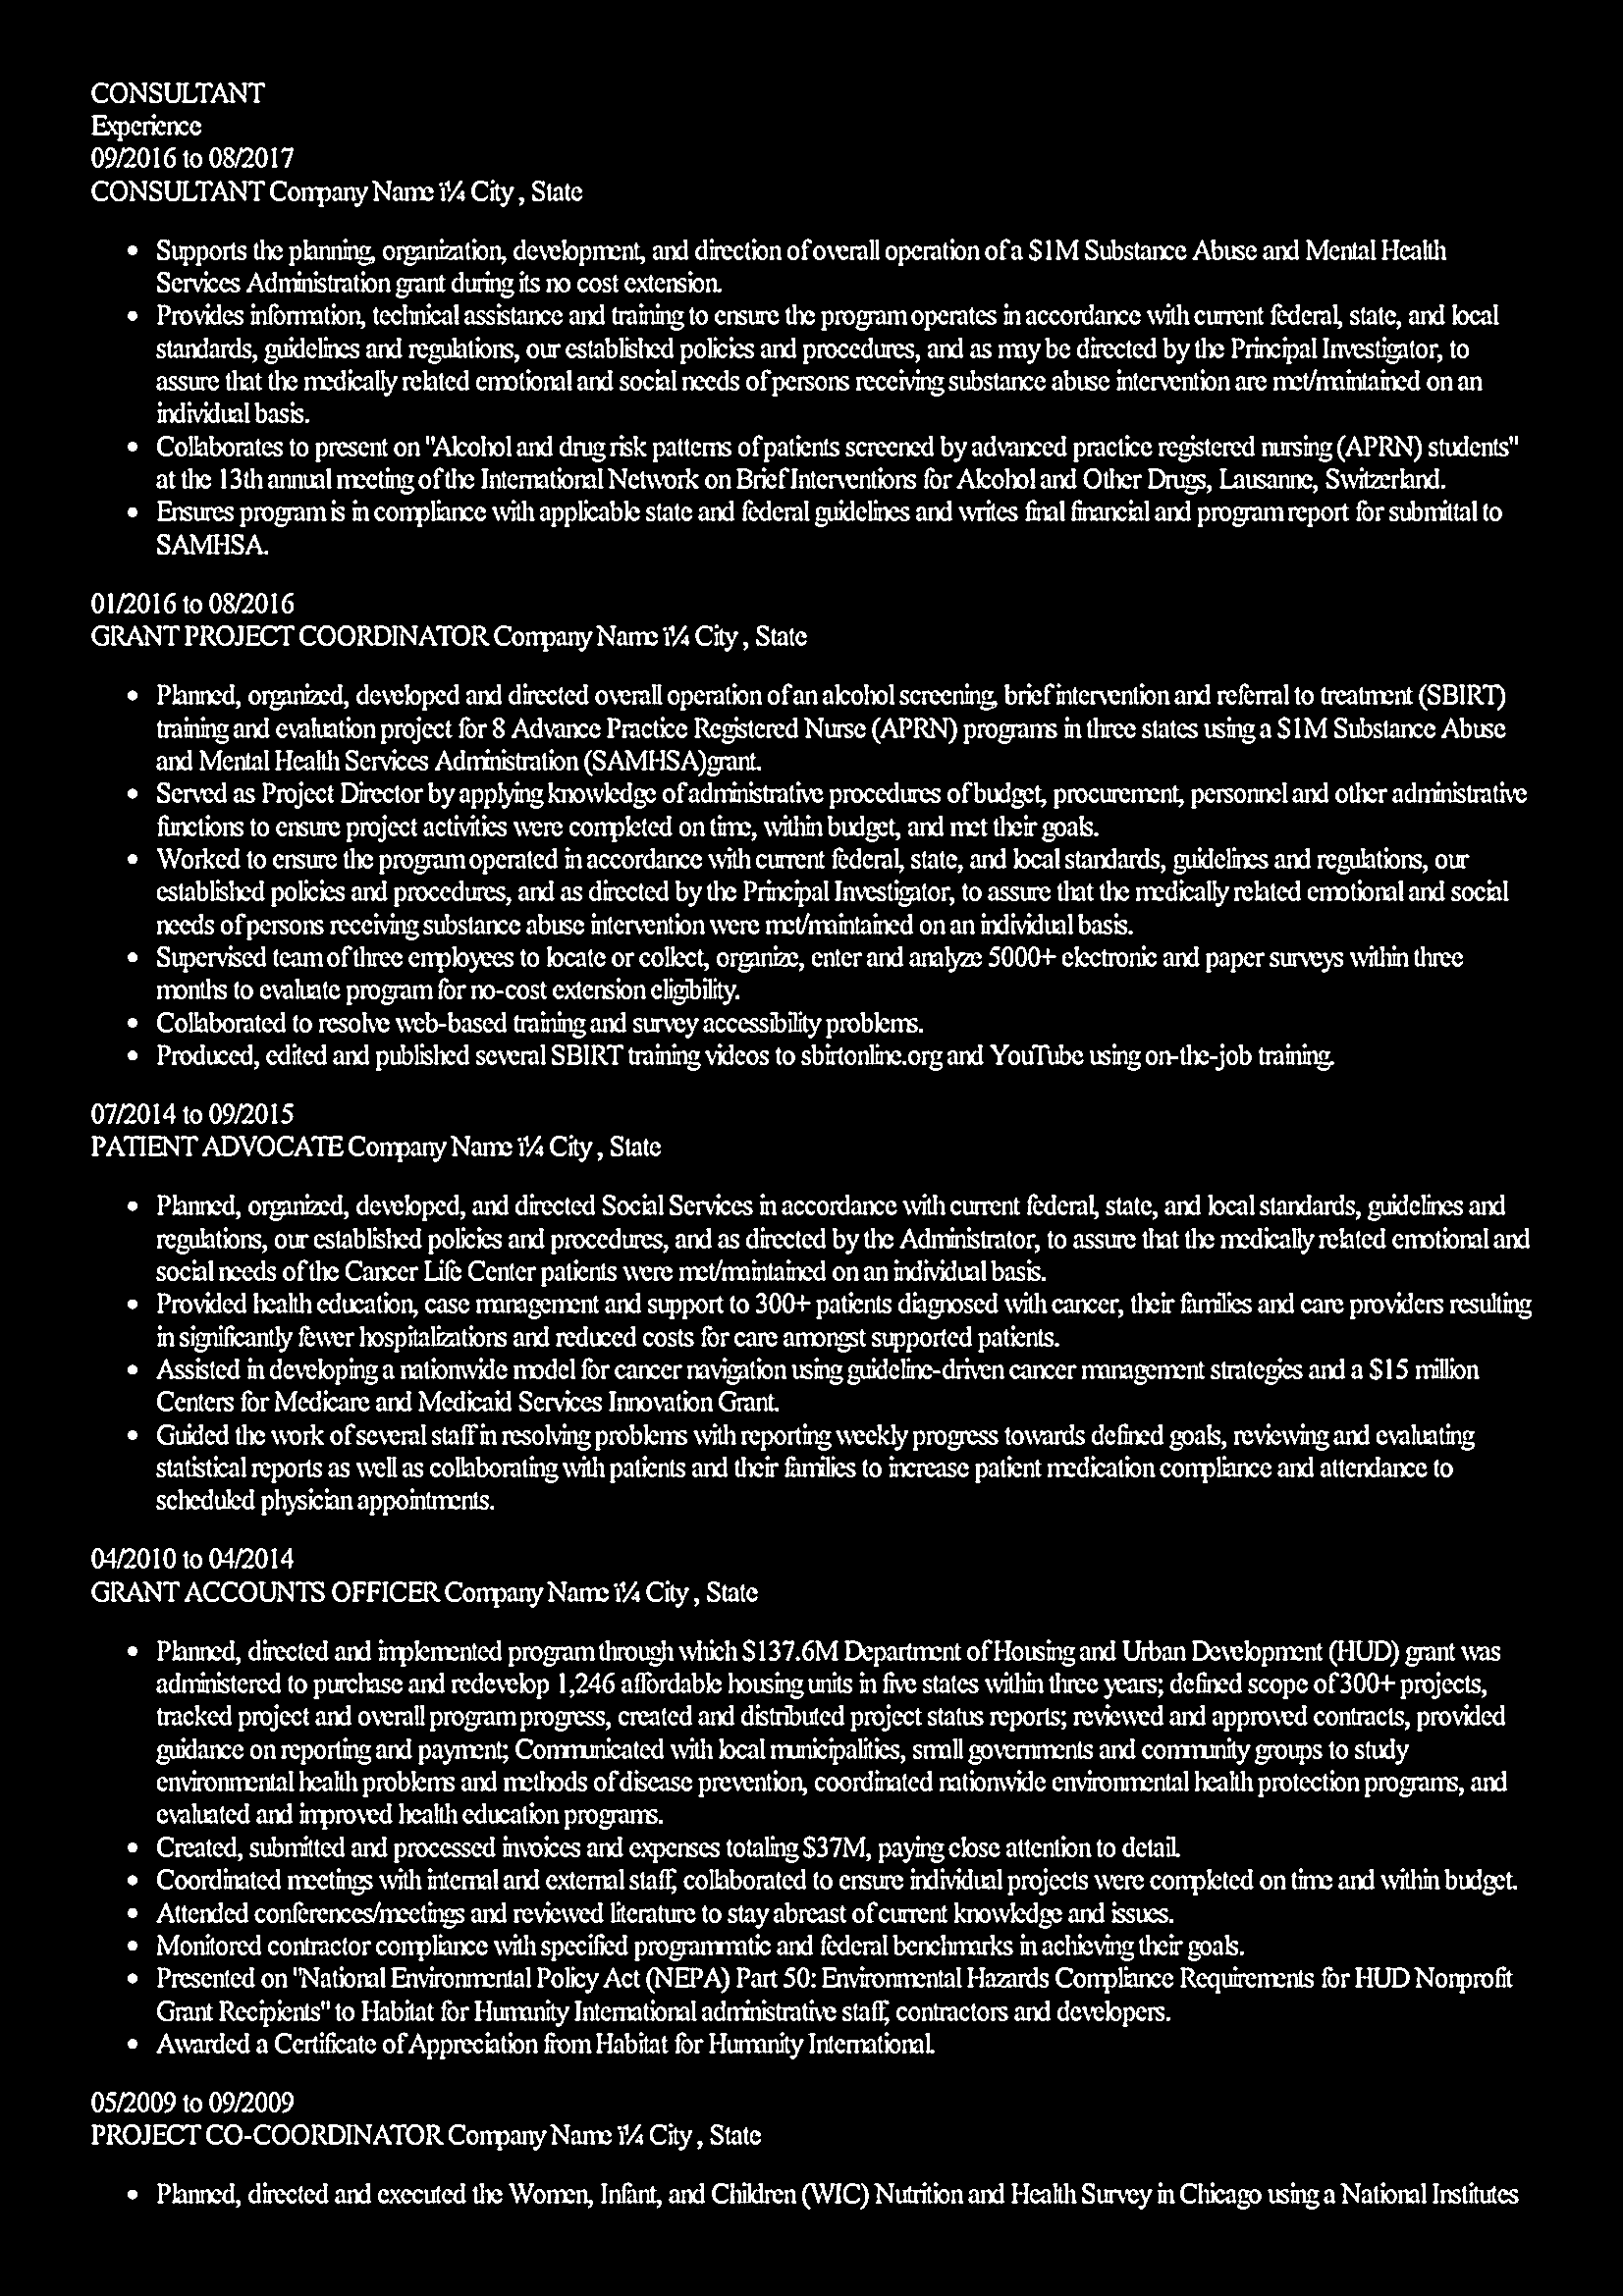 CONSULTANT
Experience
09/2016 to 08/2017
CONSULTANT Company Name ï¼ City , State
• Supports the planning, organization, development, and direction of overall operation of a $1M Substance Abuse and Mental Health
Services Administration grant during its no cost extension.
• Provides information, technical assistance and training to ensure the program operates in accordance with current federal, state, and local
standards, guidelines and regulations, our established policies and procedures, and as may be directed by the Principal Investigator, to
assure that the medically related emotional and social needs of persons receiving substance abuse intervention are met/maintained on an
individual basis.
• Collaborates to present on "Alcohol and drug risk patterns of patients screened by advanced practice registered nursing (APRN) students"
at the 13th annual meeting of the International Network on Brief Interventions for Alcohol and Other Drugs, Lausanne, Switzerland.
• Ensures program is in compliance with applicable state and federal guidelines and writes final financial and program report for submittal to
SAMHSA.
01/2016 to 08/2016
GRANT PROJECT COORDINATOR Company Name ï¼ City , State
• Planned, organized, developed and directed overall operation of an alcohol screening, brief intervention and referral to treatment (SBIRT)
training and evaluation project for 8 Advance Practice Registered Nurse (APRN) programs in three states using a $1M Substance Abuse
and Mental Health Services Administration (SAMHSA)grant.
• Served as Project Director by applying knowledge of administrative procedures of budget, procurement, personnel and other administrative
functions to ensure project activities were completed on time, within budget, and met their goals.
• Worked to ensure the program operated in accordance with current federal, state, and local standards, guidelines and regulations, our
established policies and procedures, and as directed by the Principal Investigator, to assure that the medically related emotional and social
needs of persons receiving substance abuse intervention were met/maintained on an individual basis.
• Supervised team of three employees to locate or collect, organize, enter and analyze 5000+ electronic and paper surveys within three
months to evaluate program for no-cost extension eligibility.
• Collaborated to resolve web-based training and survey accessibility problems.
• Produced, edited and published several SBIRT training videos to sbirtonline.org and YouTube using on-the-job training.
07/2014 to 09/2015
PATIENT ADVOCATE Company Name ï¼ City , State
• Planned, organized, developed, and directed Social Services in accordance with current federal, state, and local standards, guidelines and
regulations, our established policies and procedures, and as directed by the Administrator, to assure that the medically related emotional and
social needs of the Cancer Life Center patients were met/maintained on an individual basis.
• Provided health education, case management and support to 300+ patients diagnosed with cancer, their families and care providers resulting
in significantly fewer hospitalizations and reduced costs for care amongst supported patients.
• Assisted in developing a nationwide model for cancer navigation using guideline-driven cancer management strategies and a $15 million
Centers for Medicare and Medicaid Services Innovation Grant.
• Guided the work of several staff in resolving problems with reporting weekly progress towards defined goals, reviewing and evaluating
statistical reports as well as collaborating with patients and their families to increase patient medication compliance and attendance to
scheduled physician appointments.
04/2010 to 04/2014
GRANT ACCOUNTS OFFICER Company Name ï¼ City , State
• Planned, directed and implemented program through which $137.6M Department of Housing and Urban Development (HUD) grant was
administered to purchase and redevelop 1,246 affordable housing units in five states within three years; defined scope of 300+ projects,
tracked project and overall program progress, created and distributed project status reports; reviewed and approved contracts, provided
guidance on reporting and payment; Communicated with local municipalities, small governments and community groups to study
environmental health problems and methods of disease prevention, coordinated nationwide environmental health protection programs, and
evaluated and improved health education programs.
• Created, submitted and processed invoices and expenses totaling $37M, paying close attention to detail.
• Coordinated meetings with internal and external staff, collaborated to ensure individual projects were completed on time and within budget.
• Attended conferences/meetings and reviewed literature to stay abreast of current knowledge and issues.
• Monitored contractor compliance with specified programmatic and federal benchmarks in achieving their goals.
• Presented on "National Environmental Policy Act (NEPA) Part 50: Environmental Hazards Compliance Requirements for HUD Nonprofit
Grant Recipients" to Habitat for Humanity International administrative staff, contractors and developers.
• Awarded a Certificate of Appreciation from Habitat for Humanity International.
05/2009 to 09/2009
PROJECT CO-COORDINATOR Company Name ï¼ City , State
• Planned, directed and executed the Women, Infant, and Children (WIC) Nutrition and Health Survey in Chicago using a National Institutes